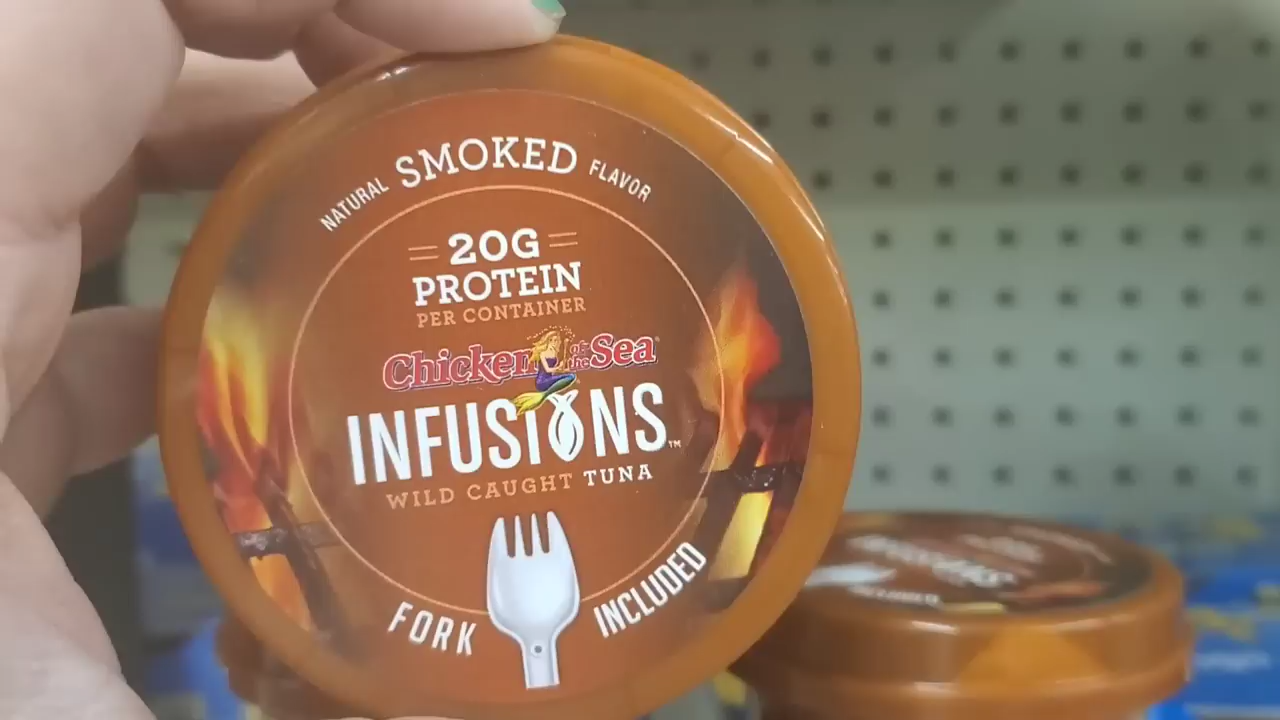 NATURAL SMOKED FLAVOR
20G
PROTEIN
PER CONTAINER
Chicken of the Sea®
INFUSIONS™
WILD CAUGHT TUNA
FORK INCLUDED